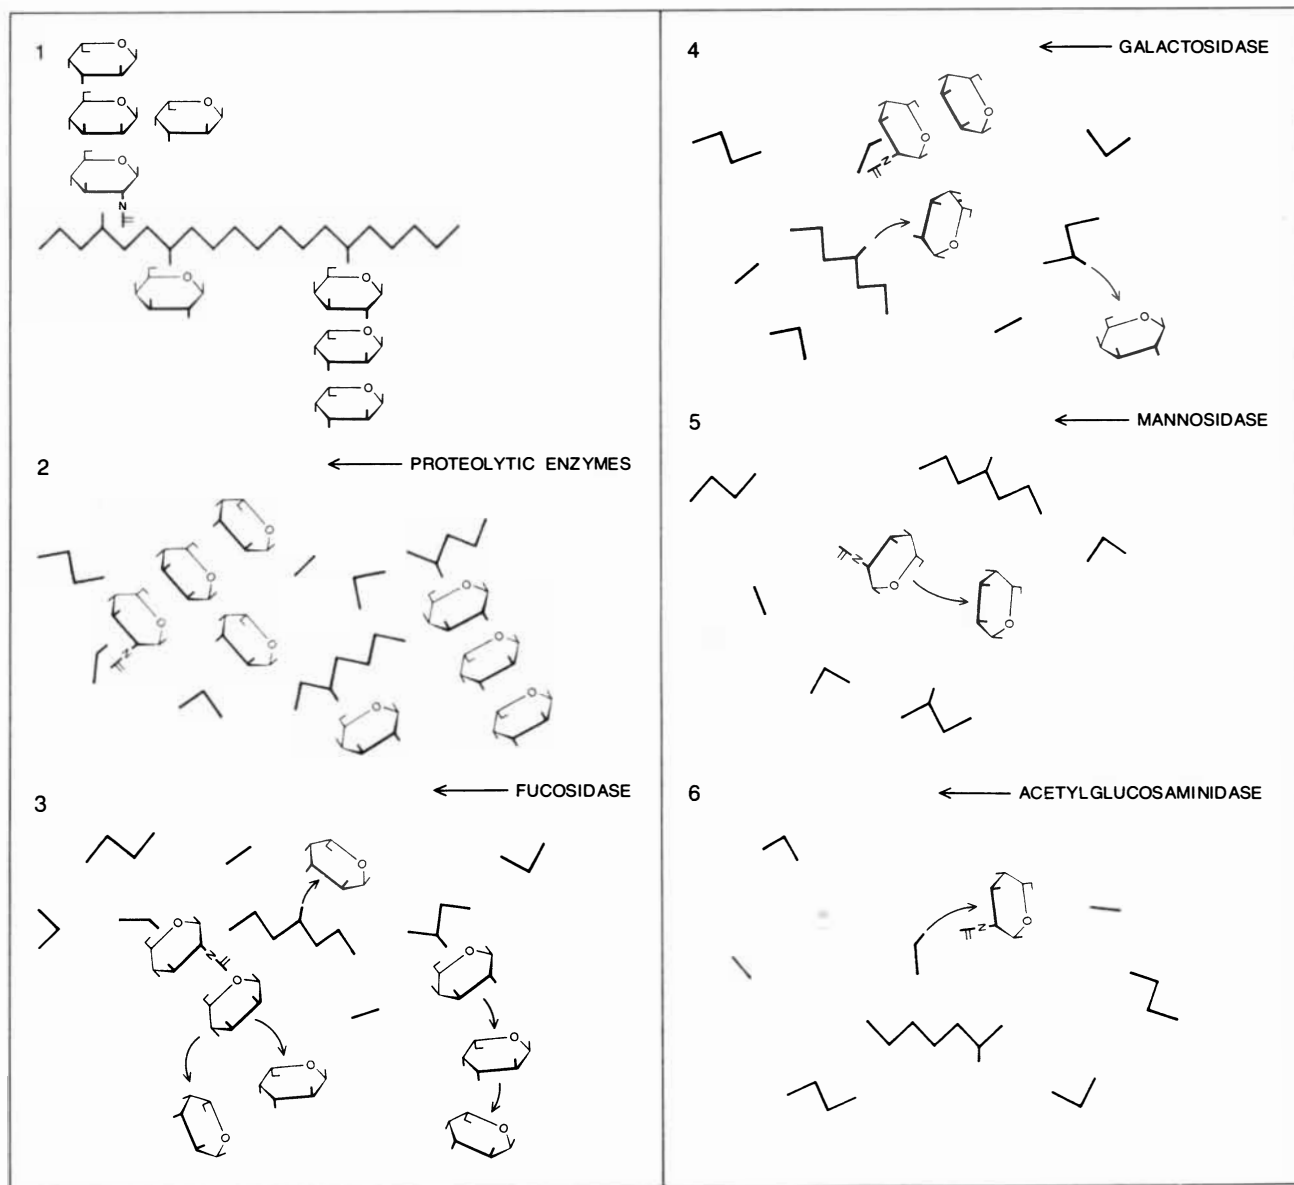 1
2
← PROTEOLYTIC ENZYMES
3
← FUCOSIDASE
4
← GALACTOSIDASE
5
← MANNOSIDASE
6
← ACETYLGLUCOSAMINIDASE